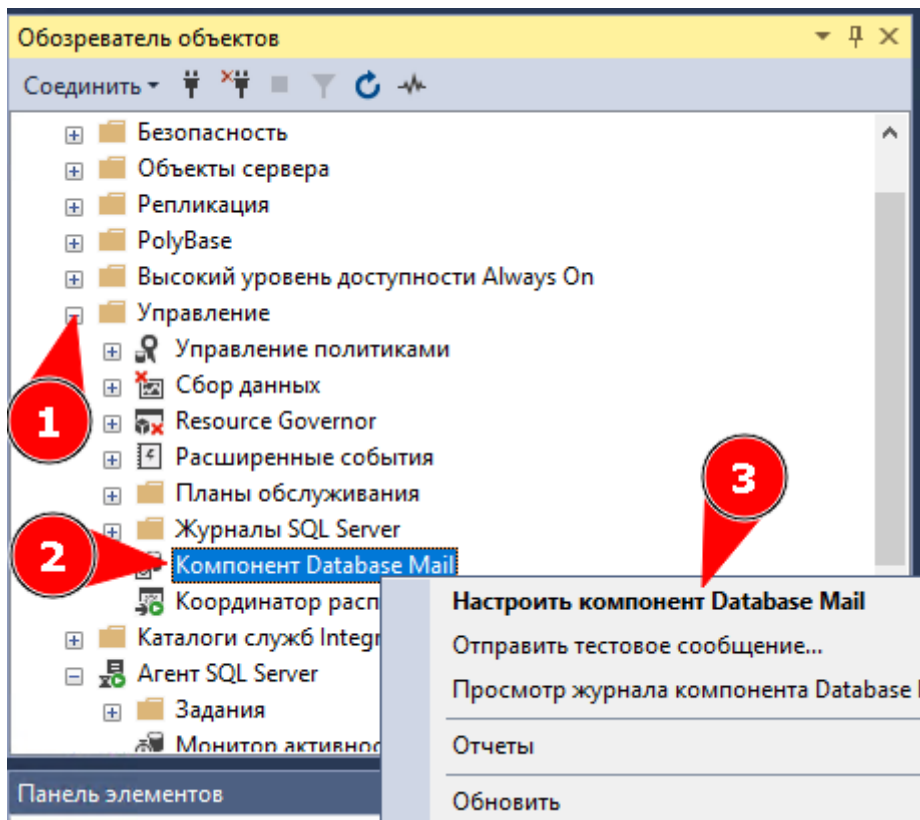 Обозреватель объектов
Соединить
Безопасность
Объекты сервера
Репликация
PolyBase
Высокий уровень доступности Always On
Управление
Управление политиками
Сбор данных
1
Resource Governor
Расширенные события
3
Планы обслуживания
Журналы SQL Server
2
Компонент Database Mail
Координатор расп
Настроить компонент Database Mail
Каталоги служб Integr
Отправить тестовое сообщение...
Агент SQL Server
Просмотр журнала компонента Database
Задания
Монитор активнос
Отчеты
Панель элементов
Обновить